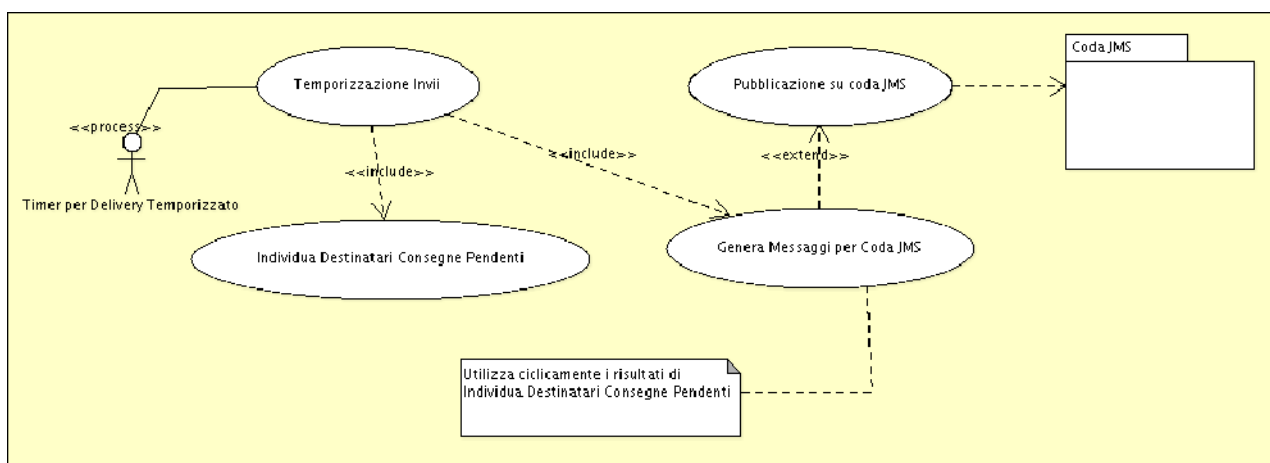 Coda JMS
Temporizzazione Invii
Pubblicazione su coda JMS
<<process>>
<<include>>
<<extend>>
<<include>>
Timer per Delivery Temporizzato
Individua Destinatari Consegne Pendenti
Genera Messaggi per Coda JMS
Utilizza ciclicamente i risultati di
Individua Destinatari Consegne Pendenti